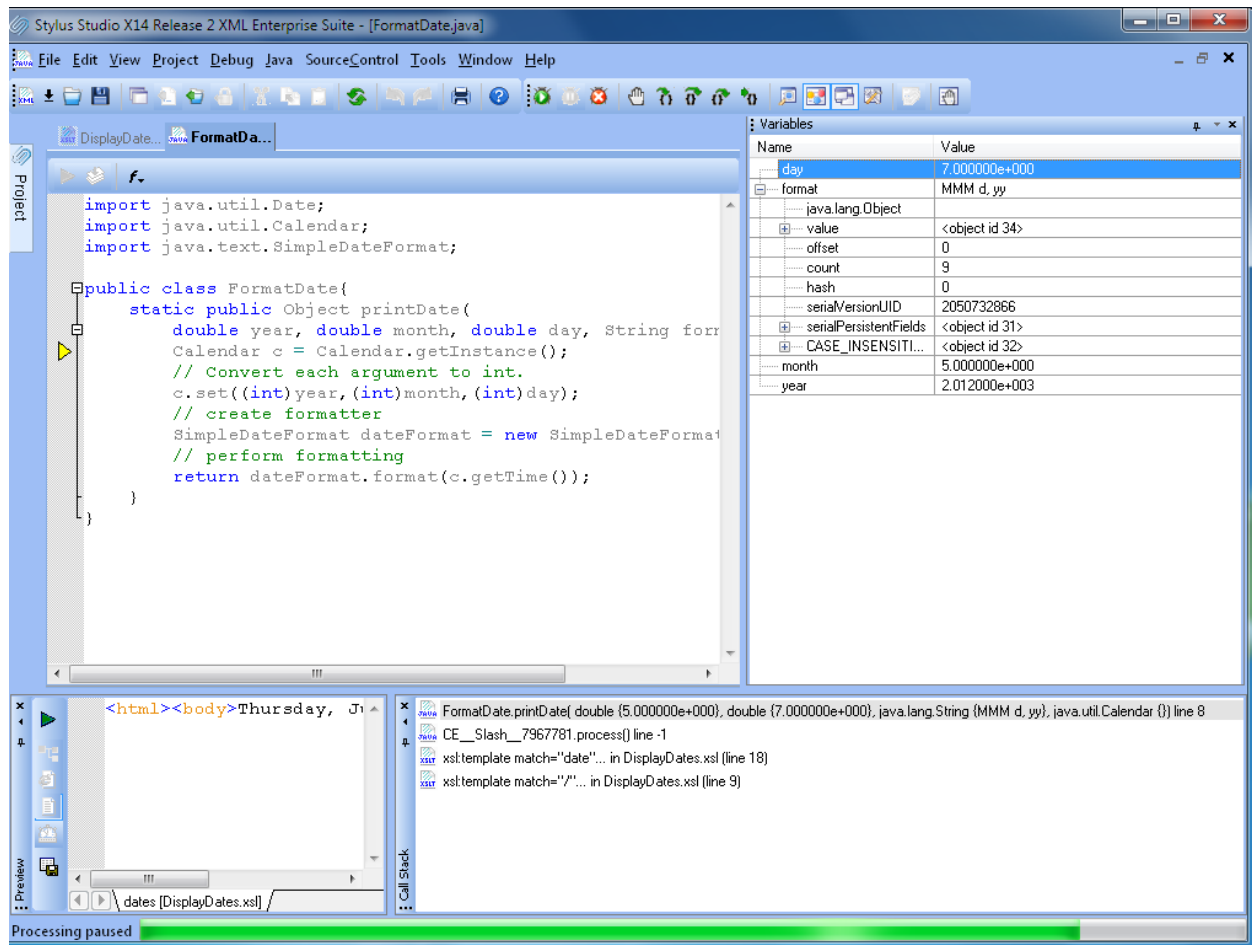 Stylus Studio X14 Release 2 XML Enterprise Suite - [FormatDate.java]
File Edit View Project Debug Java SourceControl Tools Window Help
DisplayDate... FormatDa...
Project
f
import java.util.Date;
import java.util.Calendar;
import java.text.SimpleDateFormat;
public class FormatDate{
static public Object printDate(
double year, double month, double day, String form
Calendar c = Calendar.getInstance();
// Convert each argument to int.
c.set((int)year,(int)month,(int)day);
// create formatter
SimpleDateFormat dateFormat = new SimpleDateFormat
// perform formatting
return dateFormat.format(c.getTime());
}
}
Variables
Name Value
day 7.000000e+000
format MMM d, yy
java.lang.Object
value <object id 34>
offset 0
count 9
hash 0
serialVersionUID 2050732866
serialPersistentFields <object id 31>
CASE_INSENSITI... <object id 32>
month 5.000000e+000
year 2.012000e+003
Preview
<html><body>Thursday, Ju
dates [DisplayDates.xsl]
Call Stack
FormatDate.printDate( double {5.000000e+000}, double {7.000000e+000}, java.lang.String {MMM d, yy}, java.util.Calendar {}) line 8
CE__Slash__7967781.process() line -1
xsl:template match="date"... in DisplayDates.xsl (line 18)
xsl:template match="/"... in DisplayDates.xsl (line 9)
Processing paused